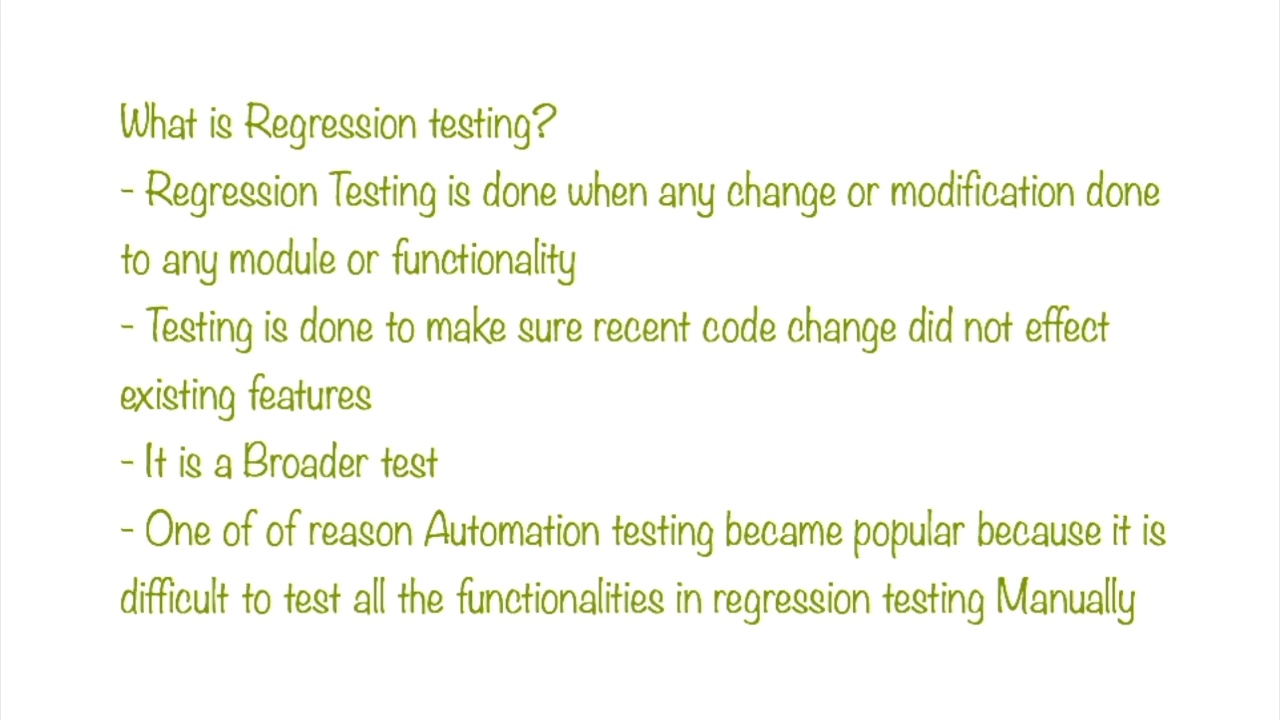 What is Regression testing?
- Regression Testing is done when any change or modification done
to any module or functionality
- Testing is done to make sure recent code change did not effect
existing features
- It is a Broader test
- One of of reason Automation testing became popular because it is
difficult to test all the functionalities in regression testing Manually